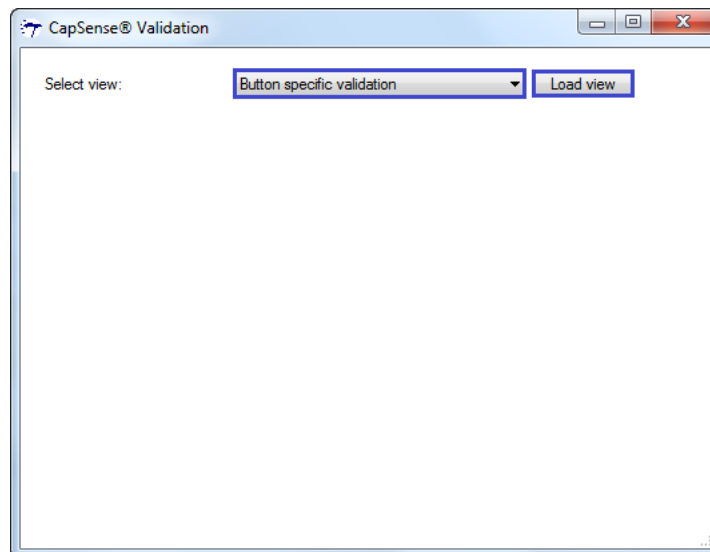 CapSense® Validation
Select view: Button specific validation Load view